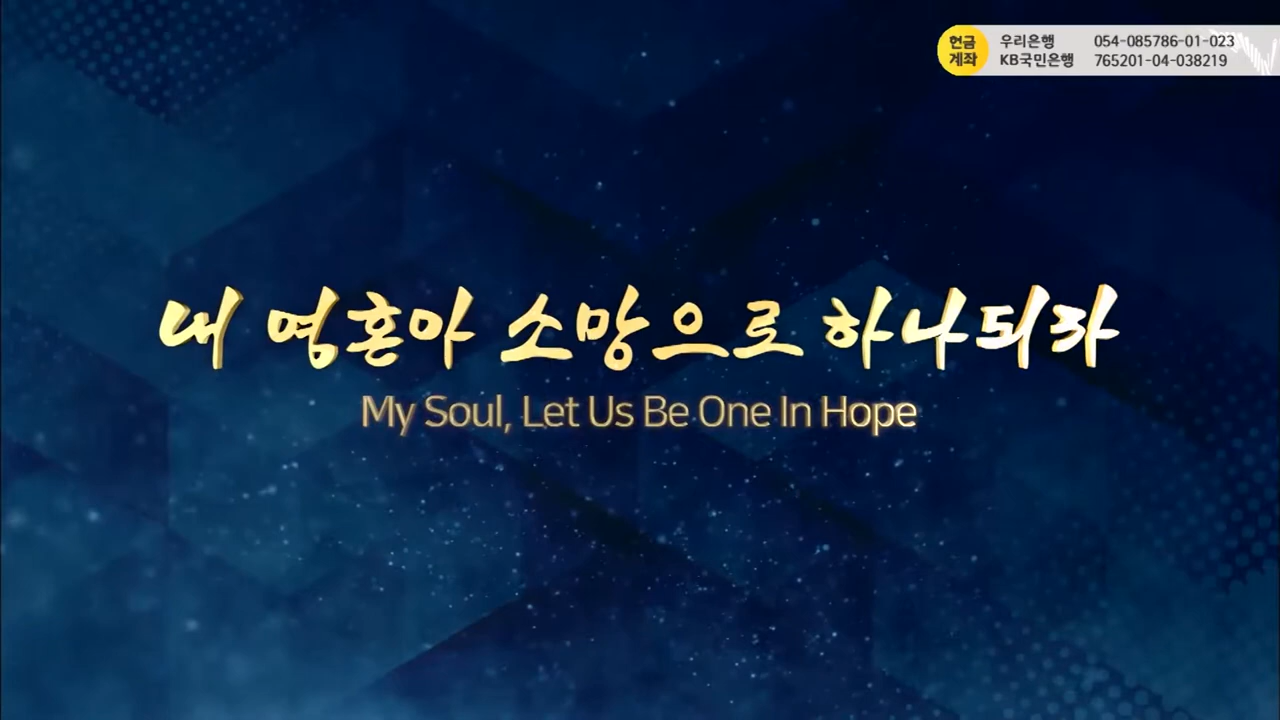 헌금 계좌
우리은행 054-085786-01-023
KB국민은행 765201-04-038219
내 영혼아 소망으로 하나되라
My Soul, Let Us Be One In Hope